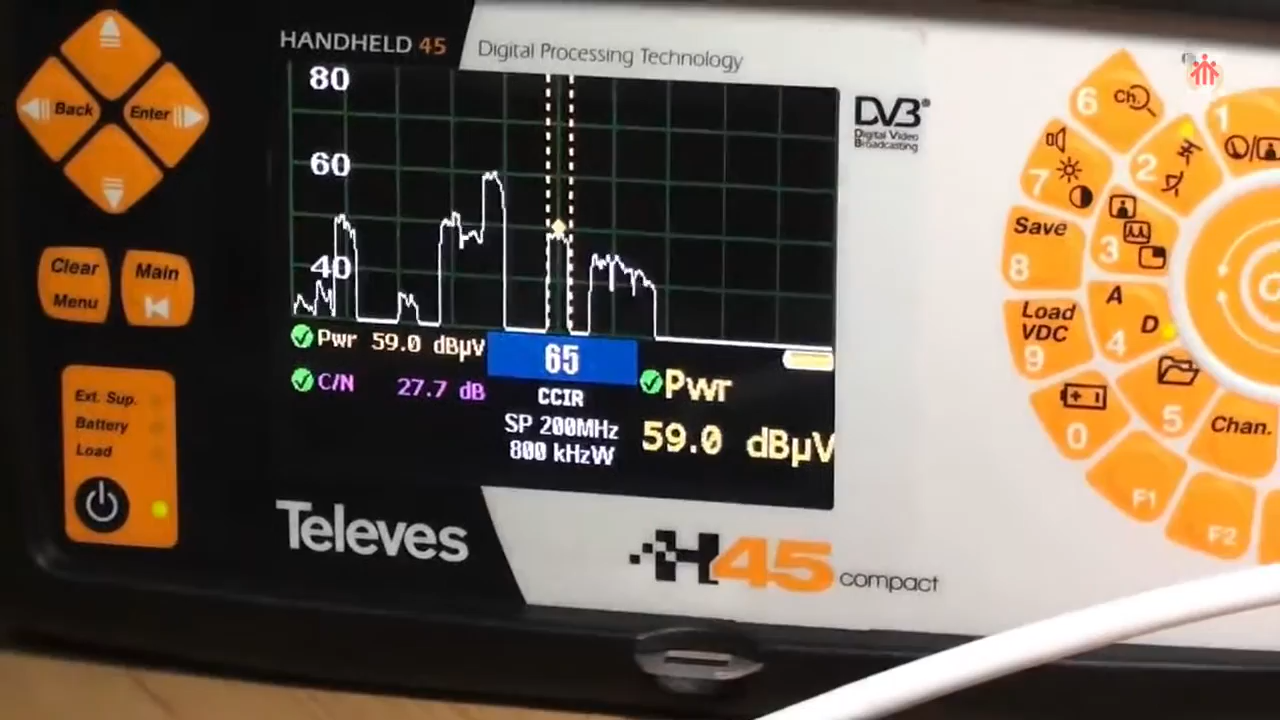 HANDHELD 45
Digital Processing Technology
80
60
40
Pwr 59.0 dBµV
C/N 27.7 dB
65
CCIR
SP 200MHz
800 kHzW
Pwr
59.0 dBµV
DVB®
Digital Video
Broadcasting
Back
Enter
Clear
Menu
Main
Ext. Sup.
Battery
Load
Televes
H45 compact
6 Ch.
1
2
7
3
Save
8
A
D
4
Load
VDC
9
5
Chan.
0
F1
F2